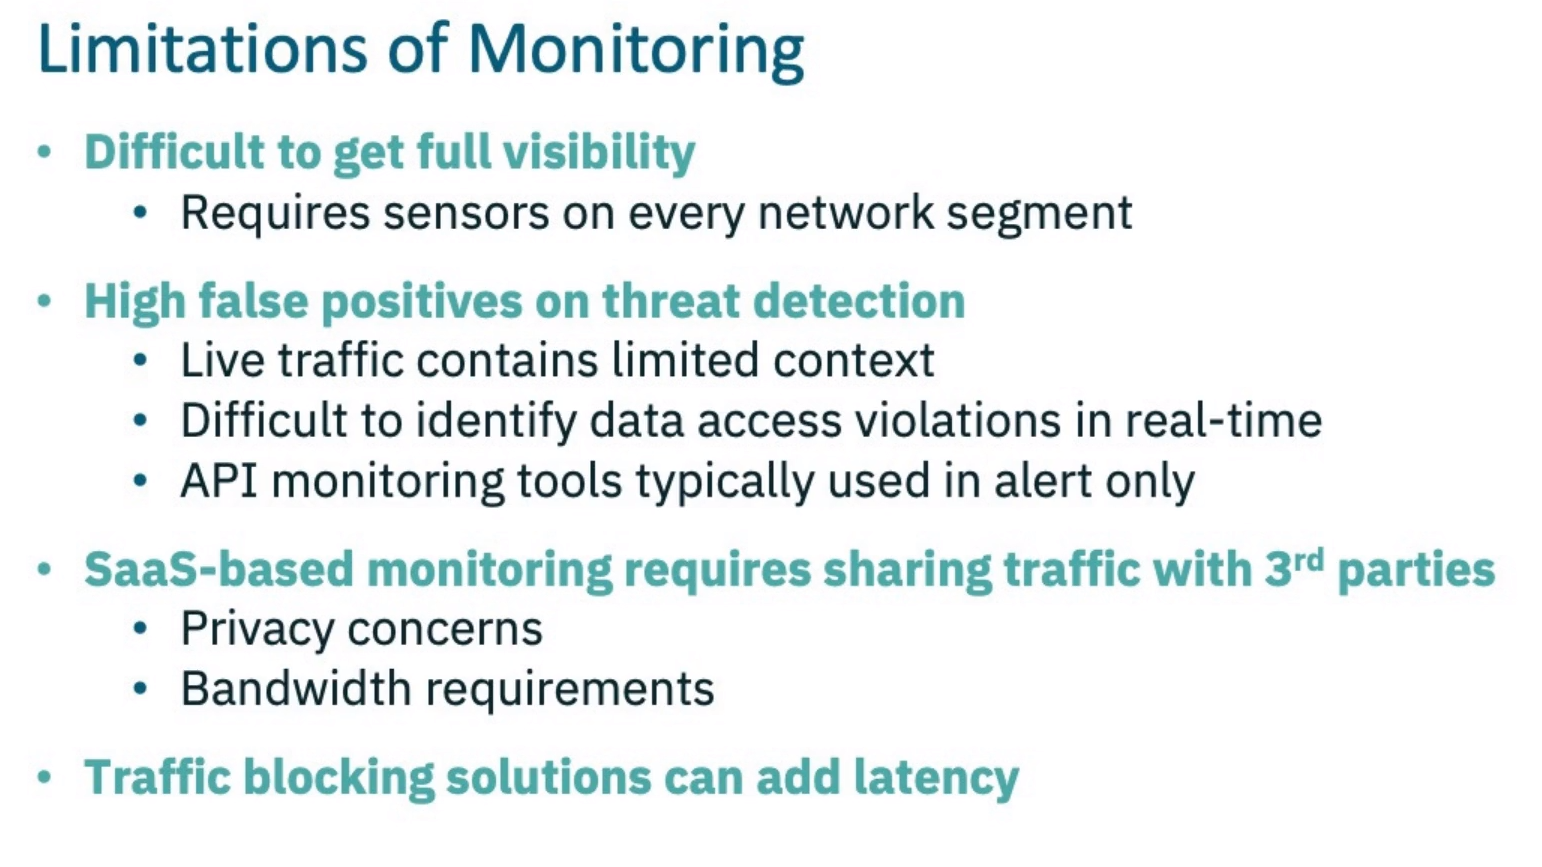 Limitations of Monitoring
• Difficult to get full visibility
• Requires sensors on every network segment
• High false positives on threat detection
• Live traffic contains limited context
• Difficult to identify data access violations in real-time
• API monitoring tools typically used in alert only
• SaaS-based monitoring requires sharing traffic with 3rd parties
• Privacy concerns
• Bandwidth requirements
• Traffic blocking solutions can add latency